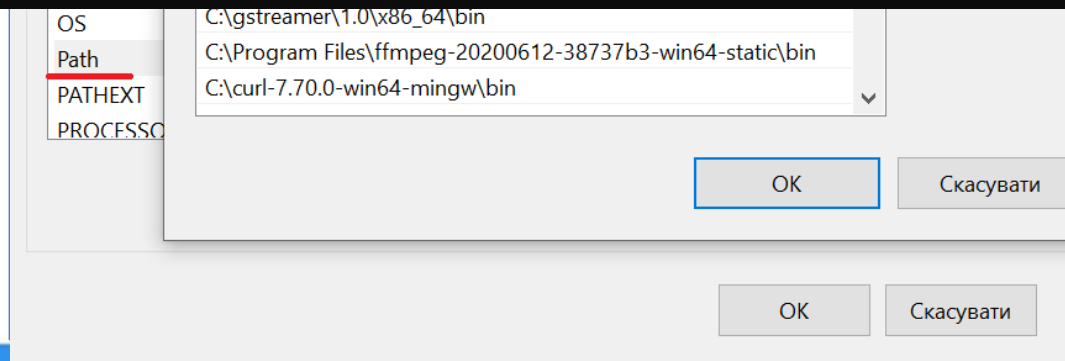 OS
Path
PATHEXT
PROCESSO
C:\gstreamer\1.0\x86_64\bin
C:\Program Files\ffmpeg-20200612-38737b3-win64-static\bin
C:\curl-7.70.0-win64-mingw\bin
OK Скасувати
OK Скасувати